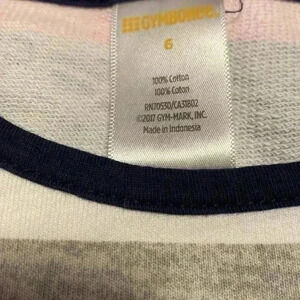 GYMBOREE
6
100% Cotton
100% Coton
RN70530/CA31802
©2017 GYM-MARK, INC.
Made in Indonesia